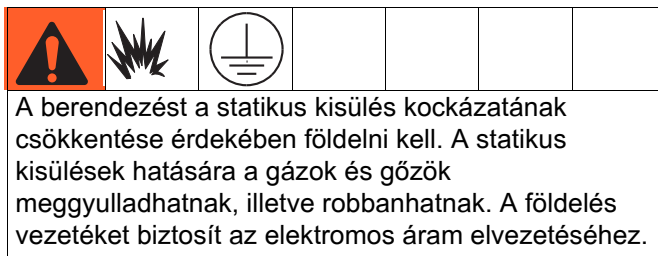 A berendezést a statikus kisülés kockázatának
csökkentése érdekében földelni kell. A statikus
kisülések hatására a gázok és gőzök
meggyulladhatnak, illetve robbanhatnak. A földelés
vezetéket biztosít az elektromos áram elvezetéséhez.